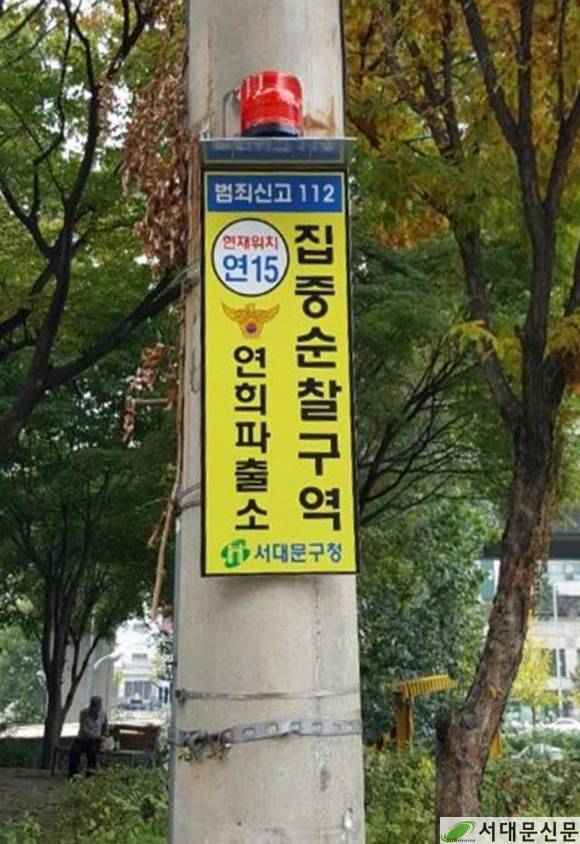 범죄신고 112
현재위치
연15
집중순찰구역
연희파출소
서대문구청
서대문신문